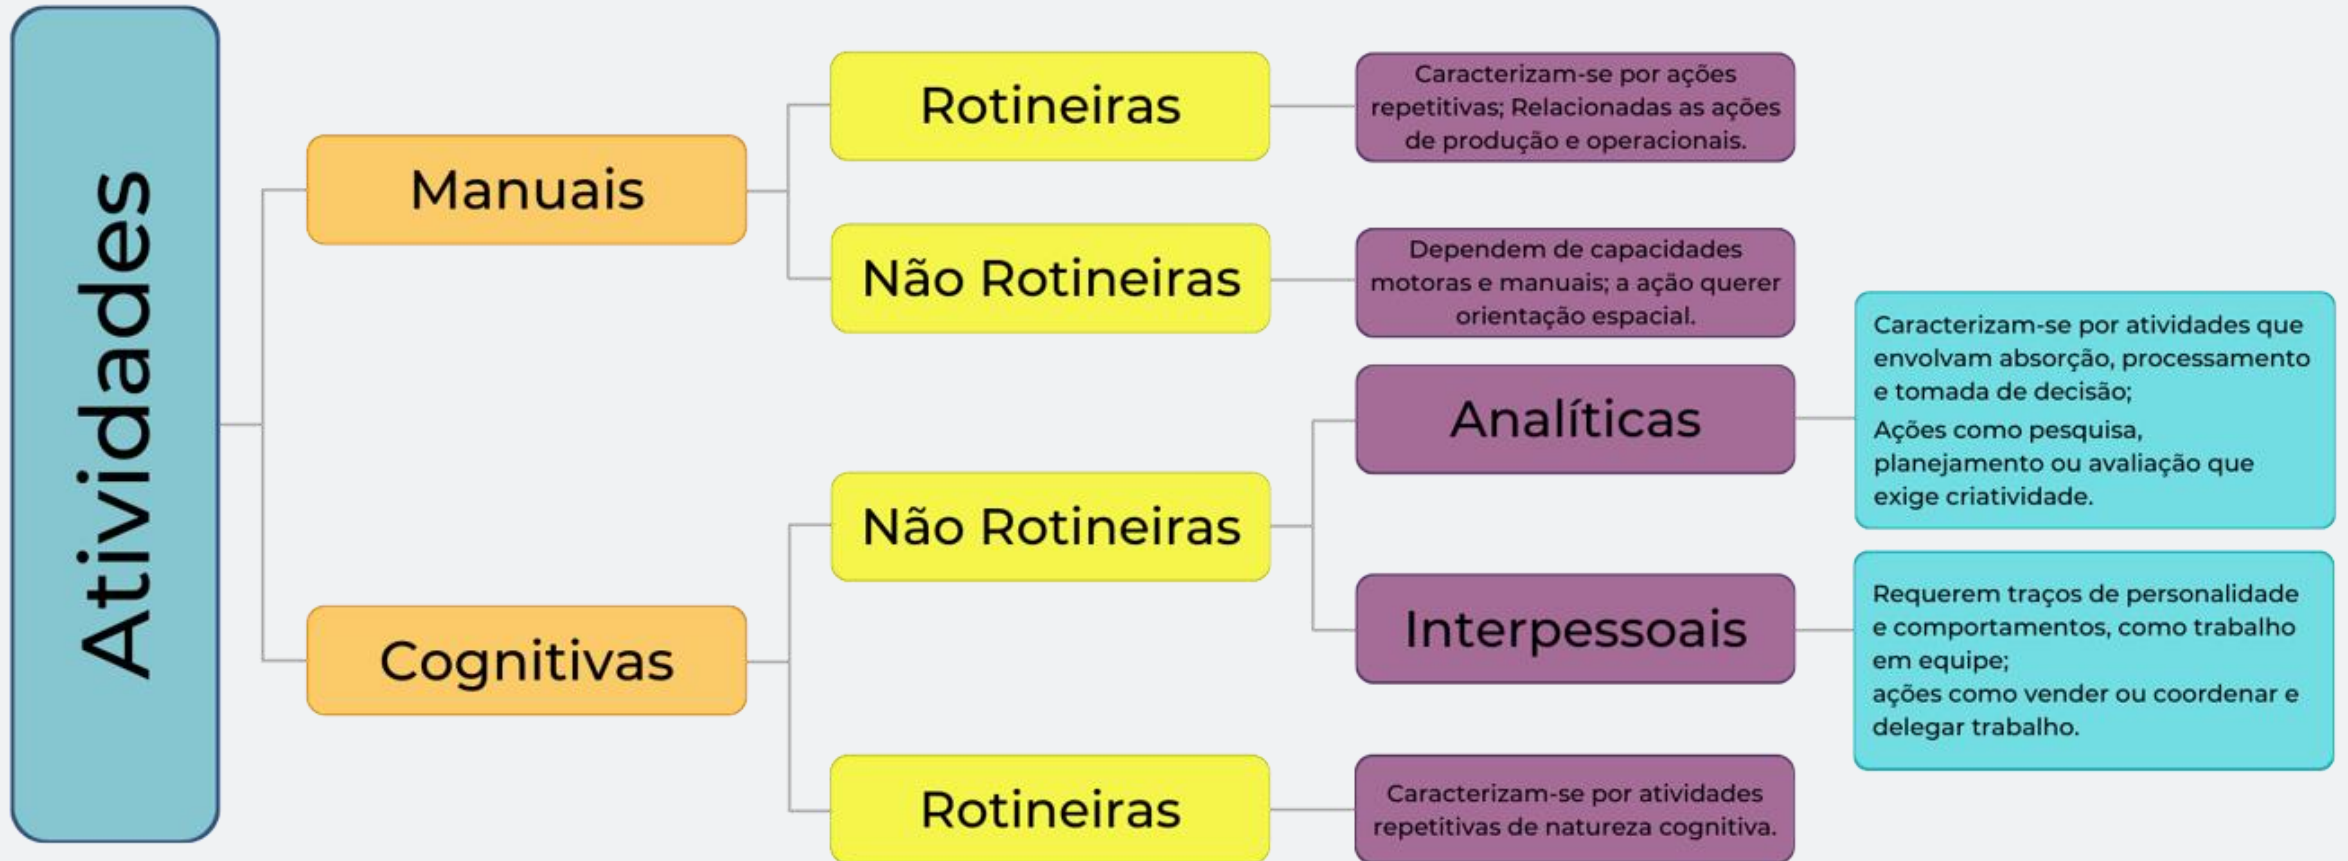 Atividades
Manuais
Rotineiras
Caracterizam-se por ações
repetitivas; Relacionadas as ações
de produção e operacionais.
Não Rotineiras
Dependem de capacidades
motoras e manuais; a ação querer
orientação espacial.
Cognitivas
Não Rotineiras
Analíticas
Caracterizam-se por atividades que
envolvam absorção, processamento
e tomada de decisão;
Ações como pesquisa,
planejamento ou avaliação que
exige criatividade.
Interpessoais
Requerem traços de personalidade
e comportamentos, como trabalho
em equipe;
ações como vender ou coordenar e
delegar trabalho.
Rotineiras
Caracterizam-se por atividades
repetitivas de natureza cognitiva.